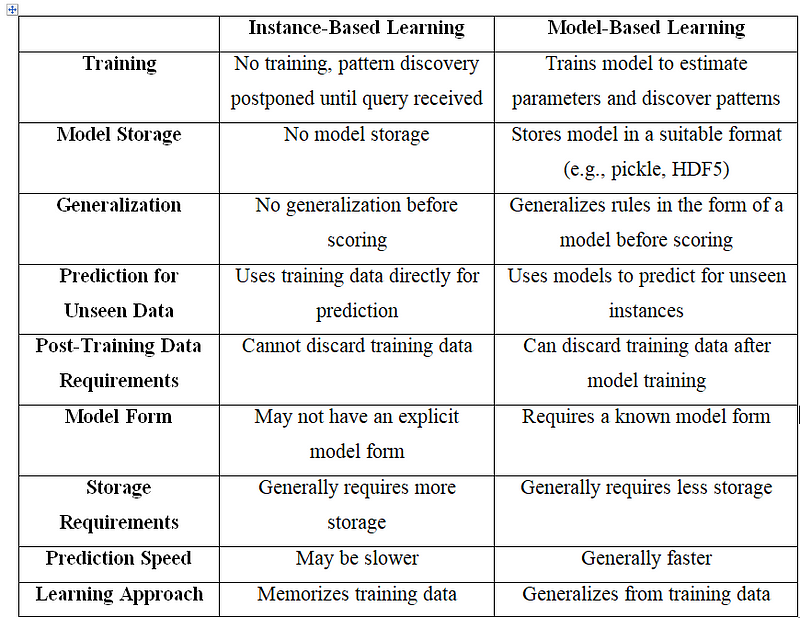 Instance-Based Learning Model-Based Learning
Training No training, pattern discovery Trains model to estimate
postponed until query received parameters and discover patterns
Model Storage No model storage Stores model in a suitable format
(e.g., pickle, HDF5)
Generalization No generalization before Generalizes rules in the form of a
scoring model before scoring
Prediction for Uses training data directly for Uses models to predict for unseen
Unseen Data prediction instances
Post-Training Data Cannot discard training data Can discard training data after
Requirements model training
Model Form May not have an explicit Requires a known model form
model form
Storage Generally requires more Generally requires less storage
Requirements storage
Prediction Speed May be slower Generally faster
Learning Approach Memorizes training data Generalizes from training data